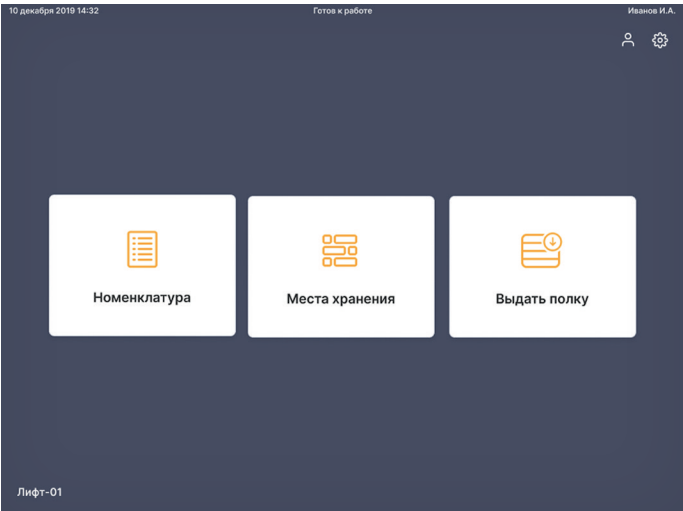 10 декабря 2019 14:32
Готов к работе
Иванов И.А.
Номенклатура
Места хранения
Выдать полку
Лифт-01